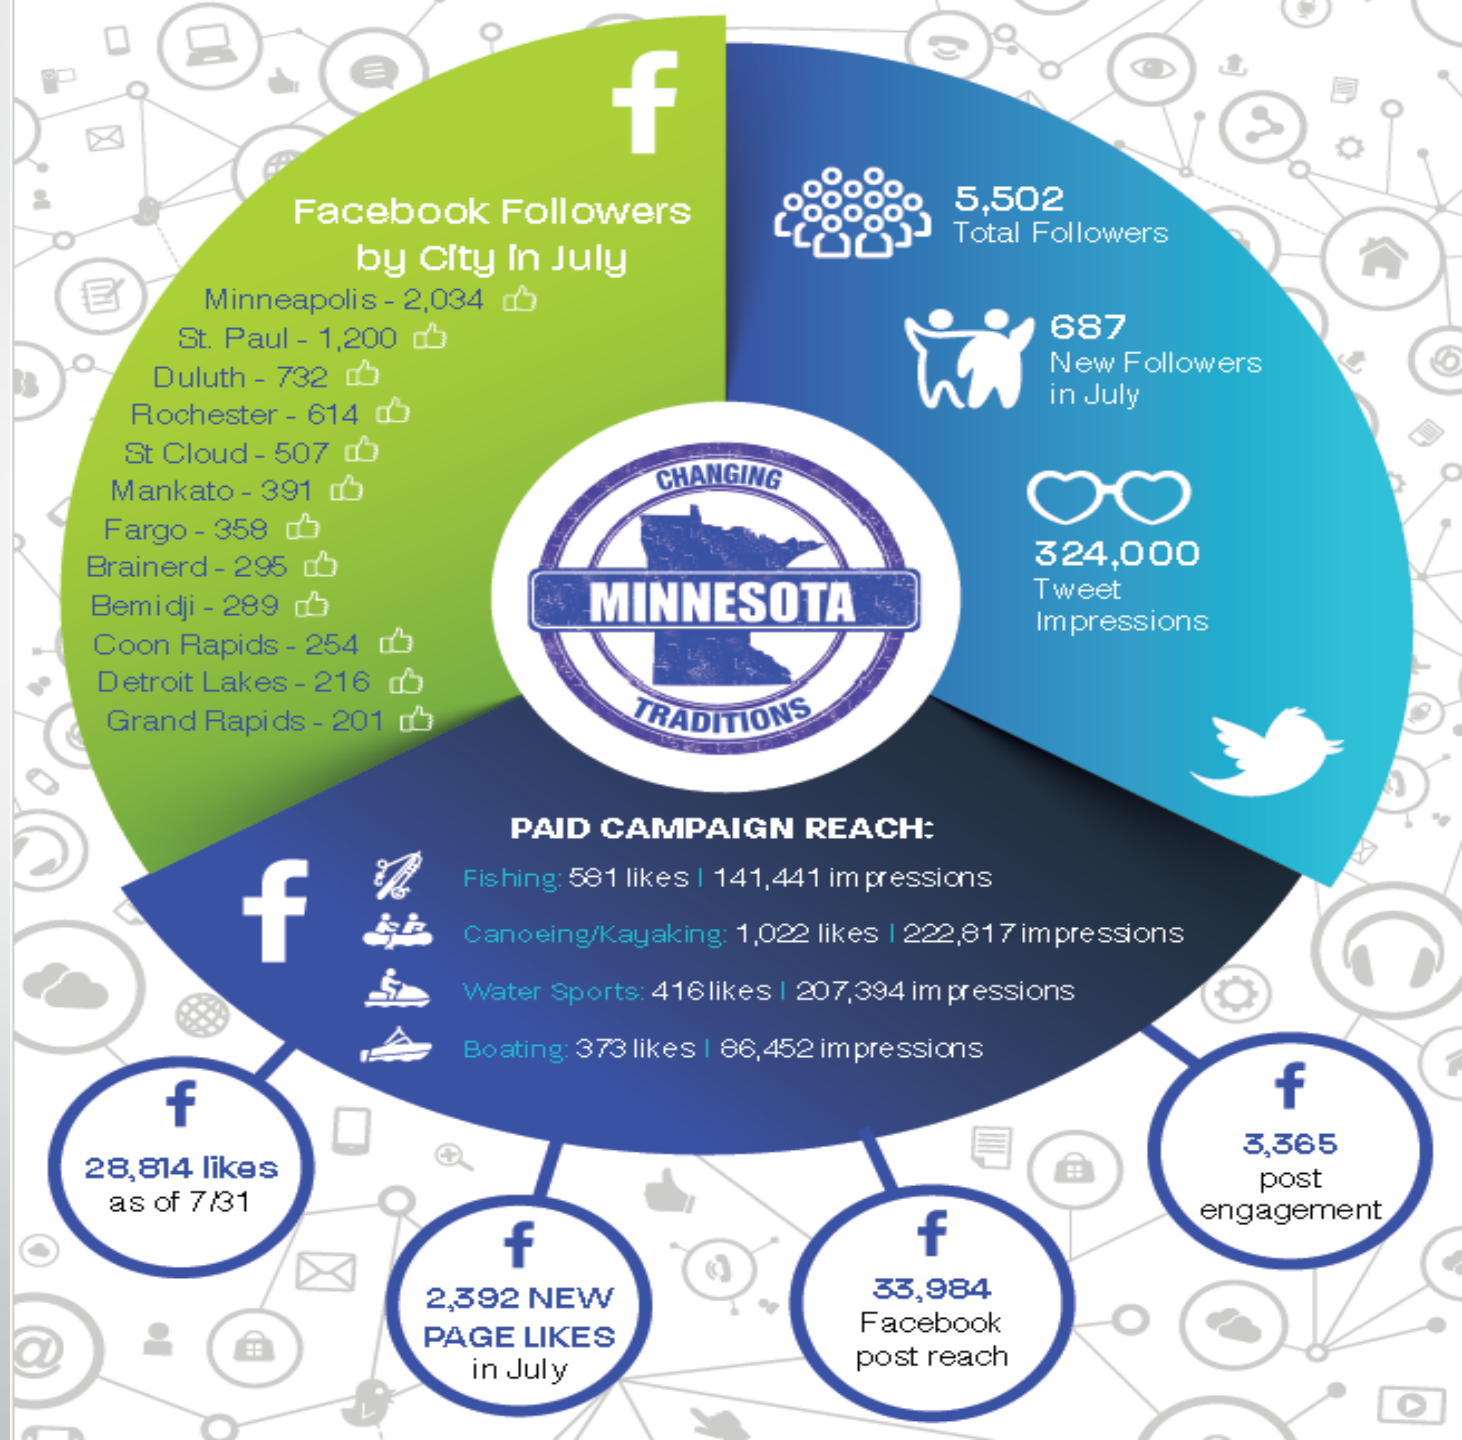 Facebook Followers
by City in July
Minneapolis - 2,034
St. Paul - 1,200
Duluth - 732
Rochester - 614
St Cloud - 507
Mankato - 391
Fargo - 358
Brainerd - 295
Bemidji - 289
Coon Rapids - 254
Detroit Lakes - 216
Grand Rapids - 201
5,502
Total Followers
687
New Followers
in July
324,000
Tweet
Impressions
CHANGING
MINNESOTA
TRADITIONS
PAID CAMPAIGN REACH:
Fishing: 581 likes | 141,441 impressions
Canoeing/Kayaking: 1,022 likes | 222,817 impressions
Water Sports: 416 likes | 207,394 impressions
Boating: 373 likes | 86,452 impressions
28,814 likes
as of 7/31
2,392 NEW
PAGE LIKES
in July
33,984
Facebook
post reach
3,365
post
engagement